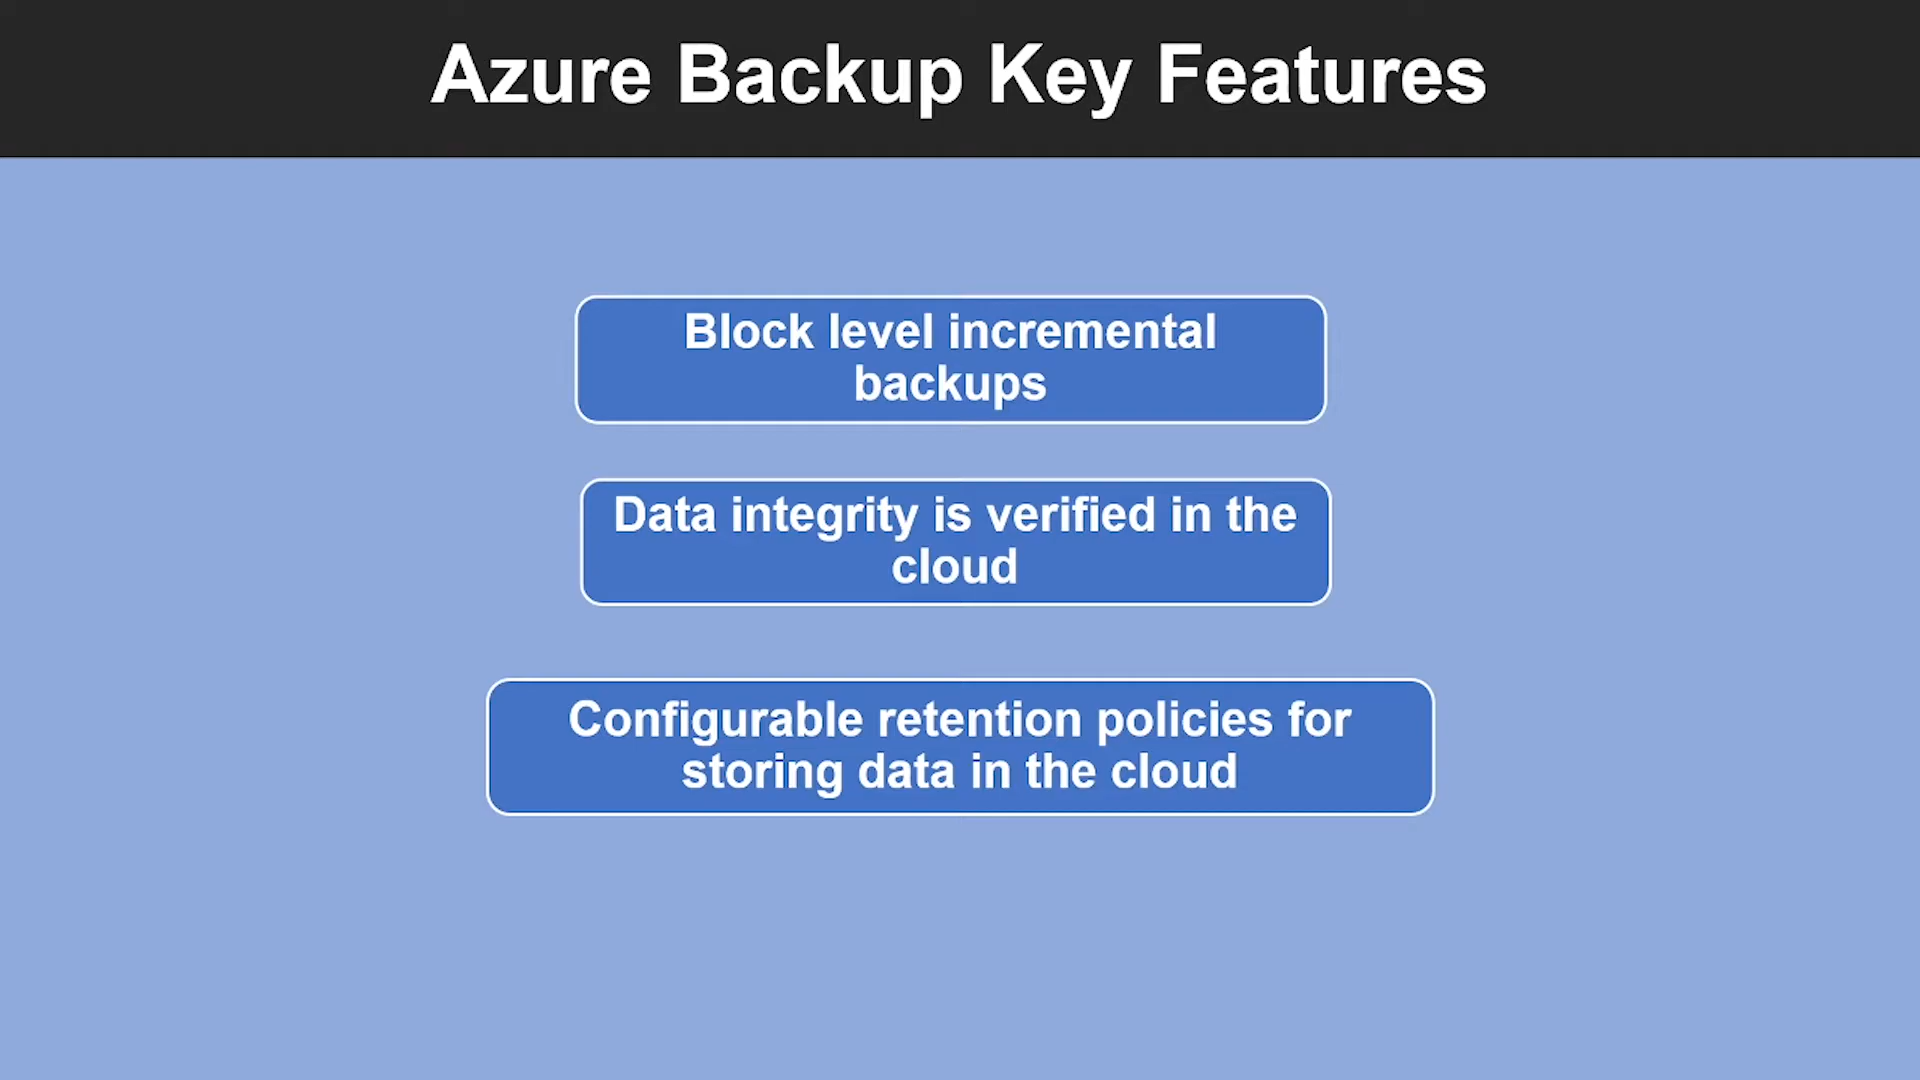 Azure Backup Key Features
Block level incremental
backups
Data integrity is verified in the
cloud
Configurable retention policies for
storing data in the cloud